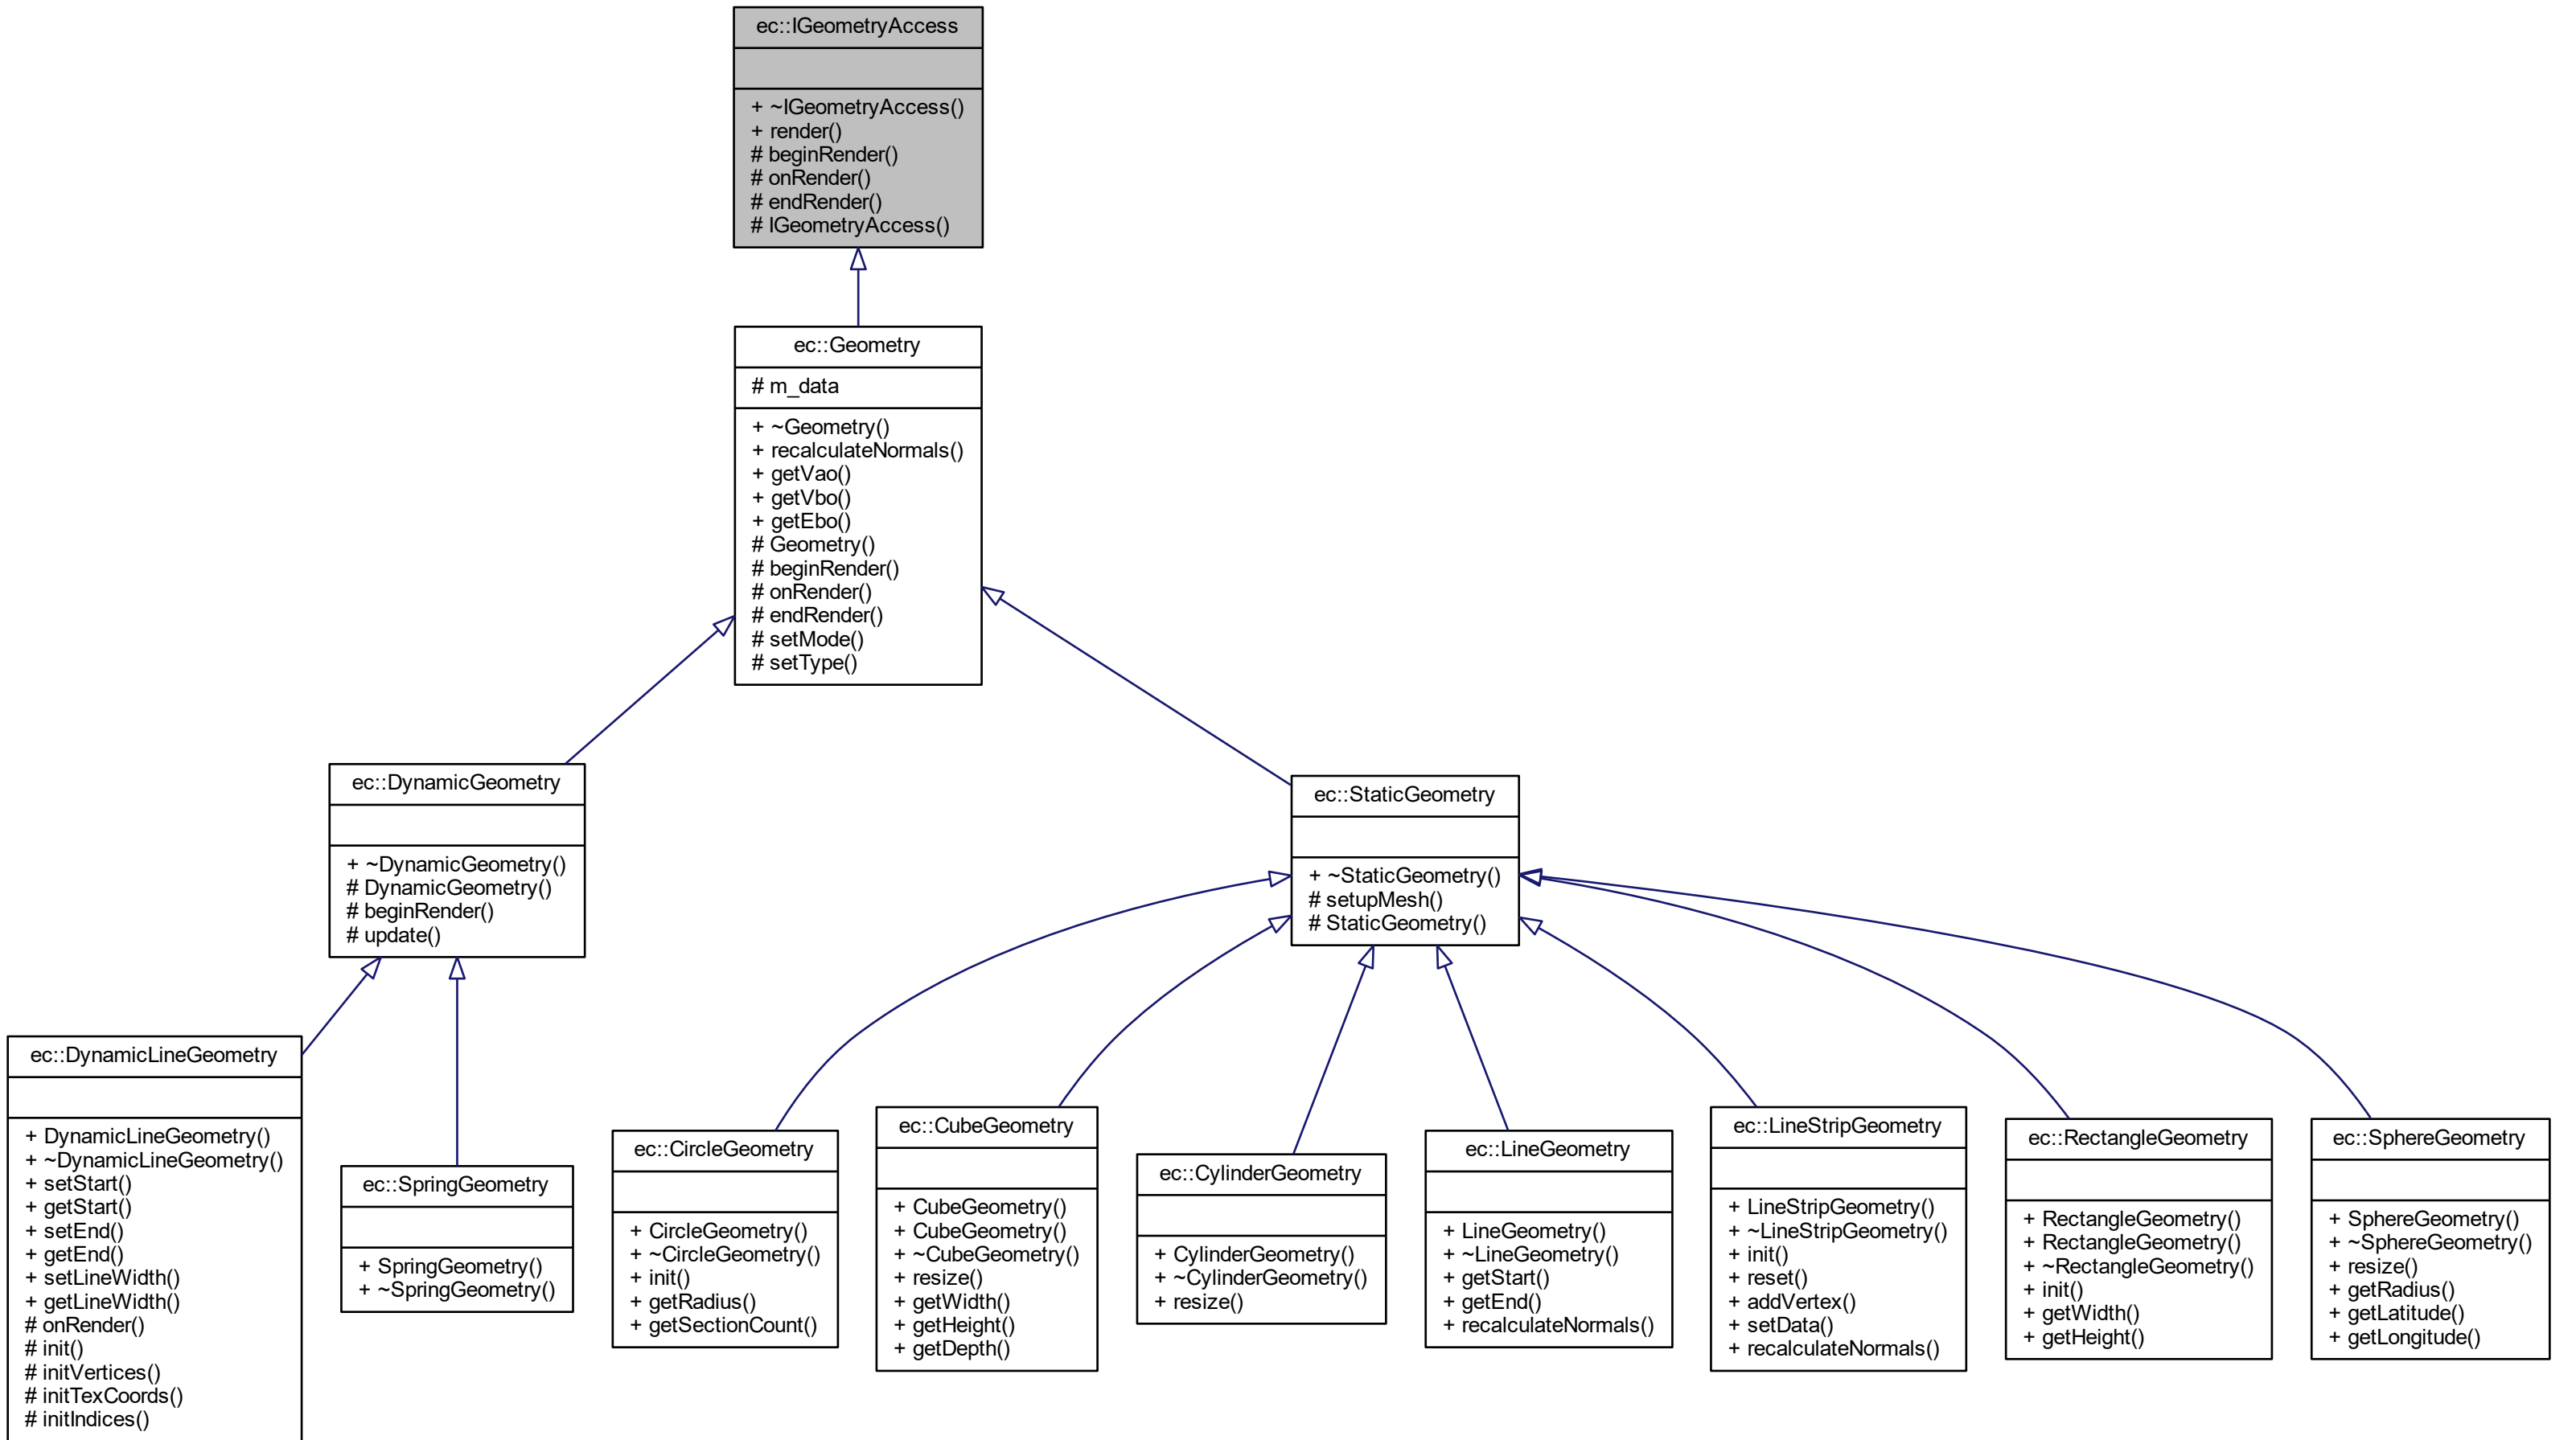 ec::IGeometryAccess
+ ~IGeometryAccess()
+ render()
# beginRender()
# onRender()
# endRender()
# IGeometryAccess()
ec::Geometry
# m_data
+ ~Geometry()
+ recalculateNormals()
+ getVao()
+ getVbo()
+ getEbo()
# Geometry()
# beginRender()
# onRender()
# endRender()
# setMode()
# setType()
ec::DynamicGeometry
+ ~DynamicGeometry()
# DynamicGeometry()
# beginRender()
# update()
ec::StaticGeometry
+ ~StaticGeometry()
# setupMesh()
# StaticGeometry()
ec::DynamicLineGeometry
+ DynamicLineGeometry()
+ ~DynamicLineGeometry()
+ setStart()
+ getStart()
+ setEnd()
+ getEnd()
+ setLineWidth()
+ getLineWidth()
# onRender()
# init()
# initVertices()
# initTexCoords()
# initIndices()
ec::SpringGeometry
+ SpringGeometry()
+ ~SpringGeometry()
ec::CircleGeometry
+ CircleGeometry()
+ ~CircleGeometry()
+ init()
+ getRadius()
+ getSectionCount()
ec::CubeGeometry
+ CubeGeometry()
+ CubeGeometry()
+ ~CubeGeometry()
+ resize()
+ getWidth()
+ getHeight()
+ getDepth()
ec::CylinderGeometry
+ CylinderGeometry()
+ ~CylinderGeometry()
+ resize()
ec::LineGeometry
+ LineGeometry()
+ ~LineGeometry()
+ getStart()
+ getEnd()
+ recalculateNormals()
ec::LineStripGeometry
+ LineStripGeometry()
+ ~LineStripGeometry()
+ init()
+ reset()
+ addVertex()
+ setData()
+ recalculateNormals()
ec::RectangleGeometry
+ RectangleGeometry()
+ RectangleGeometry()
+ ~RectangleGeometry()
+ init()
+ getWidth()
+ getHeight()
ec::SphereGeometry
+ SphereGeometry()
+ ~SphereGeometry()
+ resize()
+ getRadius()
+ getLatitude()
+ getLongitude()